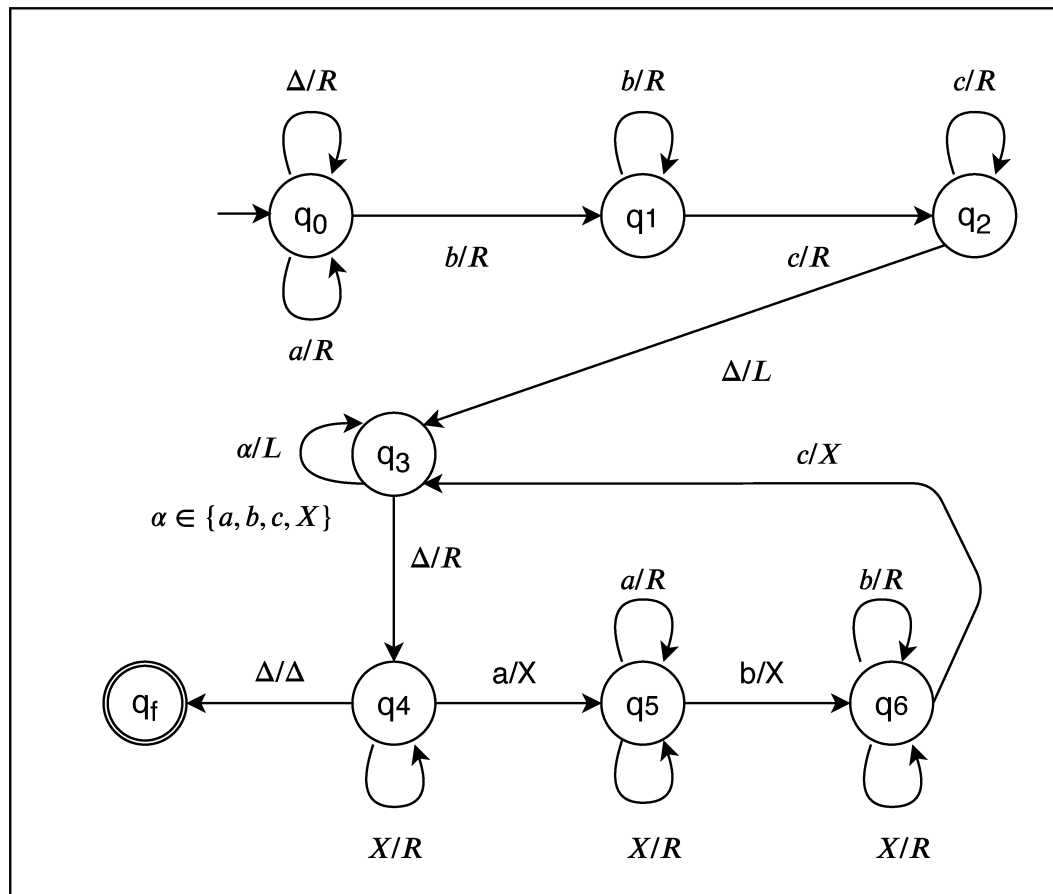 Δ/R
b/R
c/R
q0
q1
q2
b/R
c/R
a/R
Δ/L
α/L
q3
c/X
α ∈ {a, b, c, X}
Δ/R
a/R
b/R
Δ/Δ
a/X
b/X
qf
q4
q5
q6
X/R
X/R
X/R